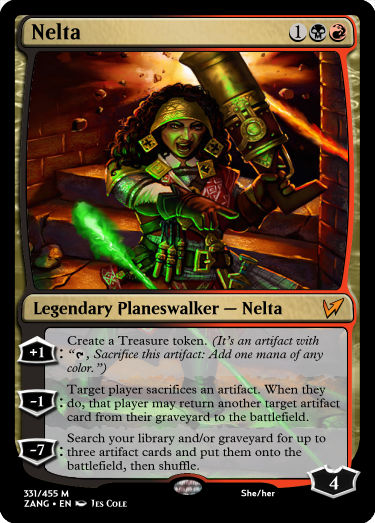 Nelta 1
Legendary Planeswalker — Nelta
+1: Create a Treasure token. (It's an artifact with
", Sacrifice this artifact: Add one mana of any
color.")
−1: Target player sacrifices an artifact. When they
do, that player may return another target artifact
card from their graveyard to the battlefield.
−7: Search your library and/or graveyard for up to
three artifact cards and put them onto the
battlefield, then shuffle.
4
331/455 M She/her
ZANG • EN Jes Cole